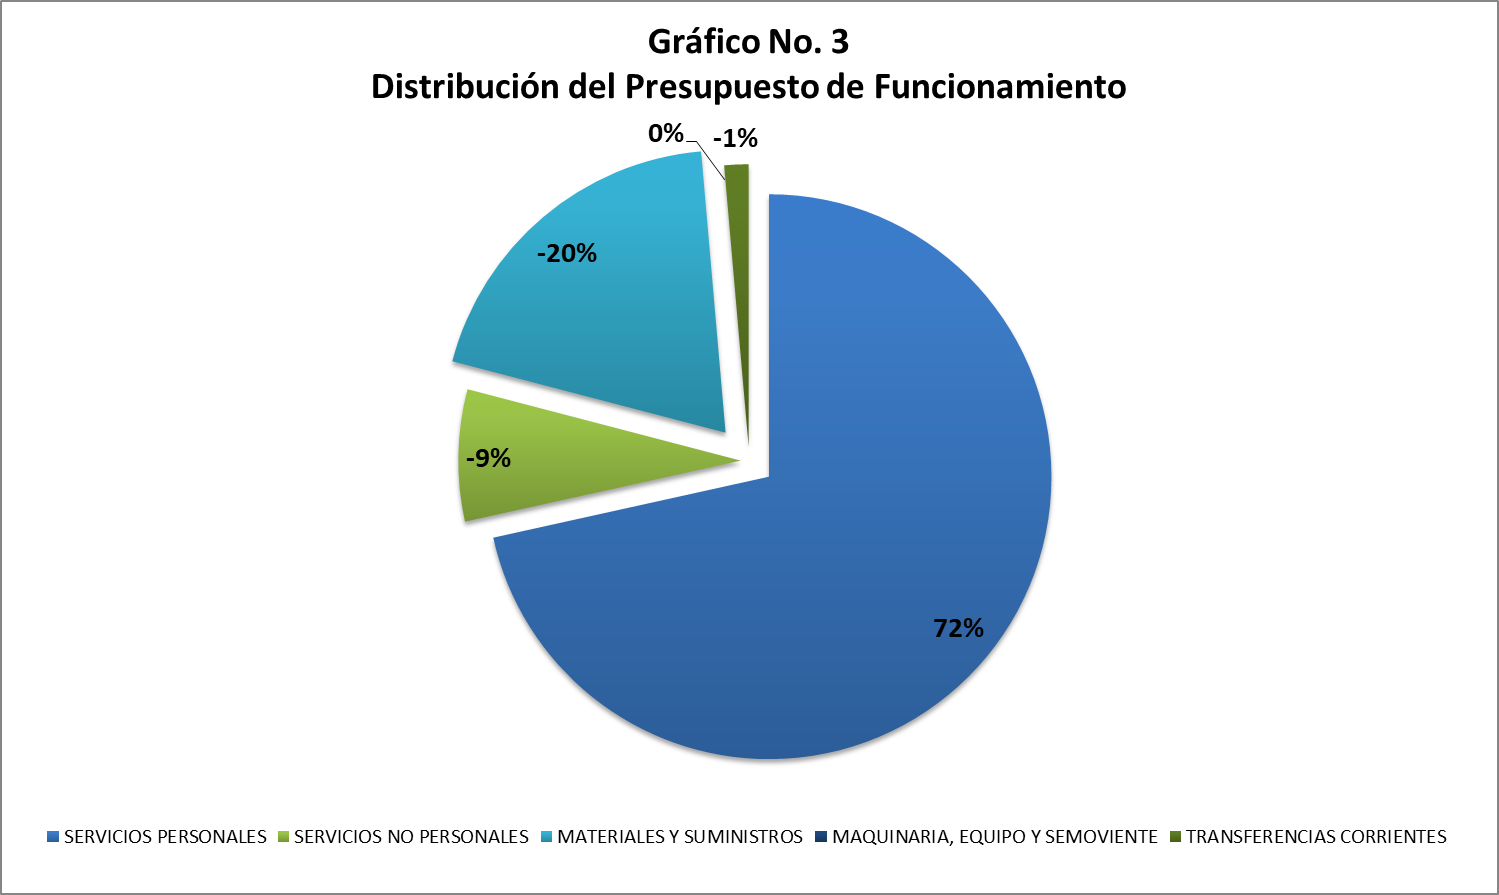 Gráfico No. 3
Distribución del Presupuesto de Funcionamiento
0%
-1%
-20%
-9%
72%
SERVICIOS PERSONALES
SERVICIOS NO PERSONALES
MATERIALES Y SUMINISTROS
MAQUINARIA, EQUIPO Y SEMOVIENTE
TRANSFERENCIAS CORRIENTES